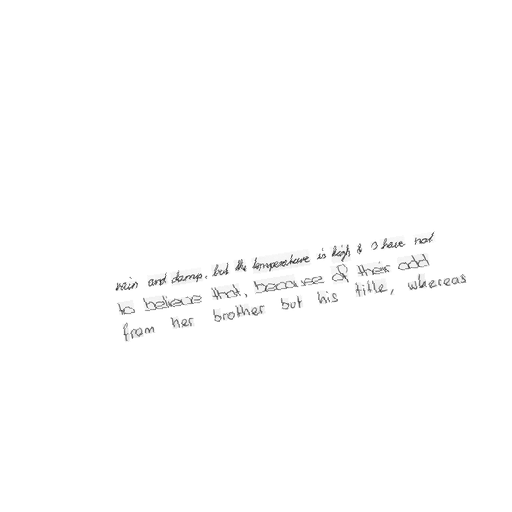 rain and damp, but the temperature is high & I have not
to believe that, because of their odd
from her brother but his title, whereas